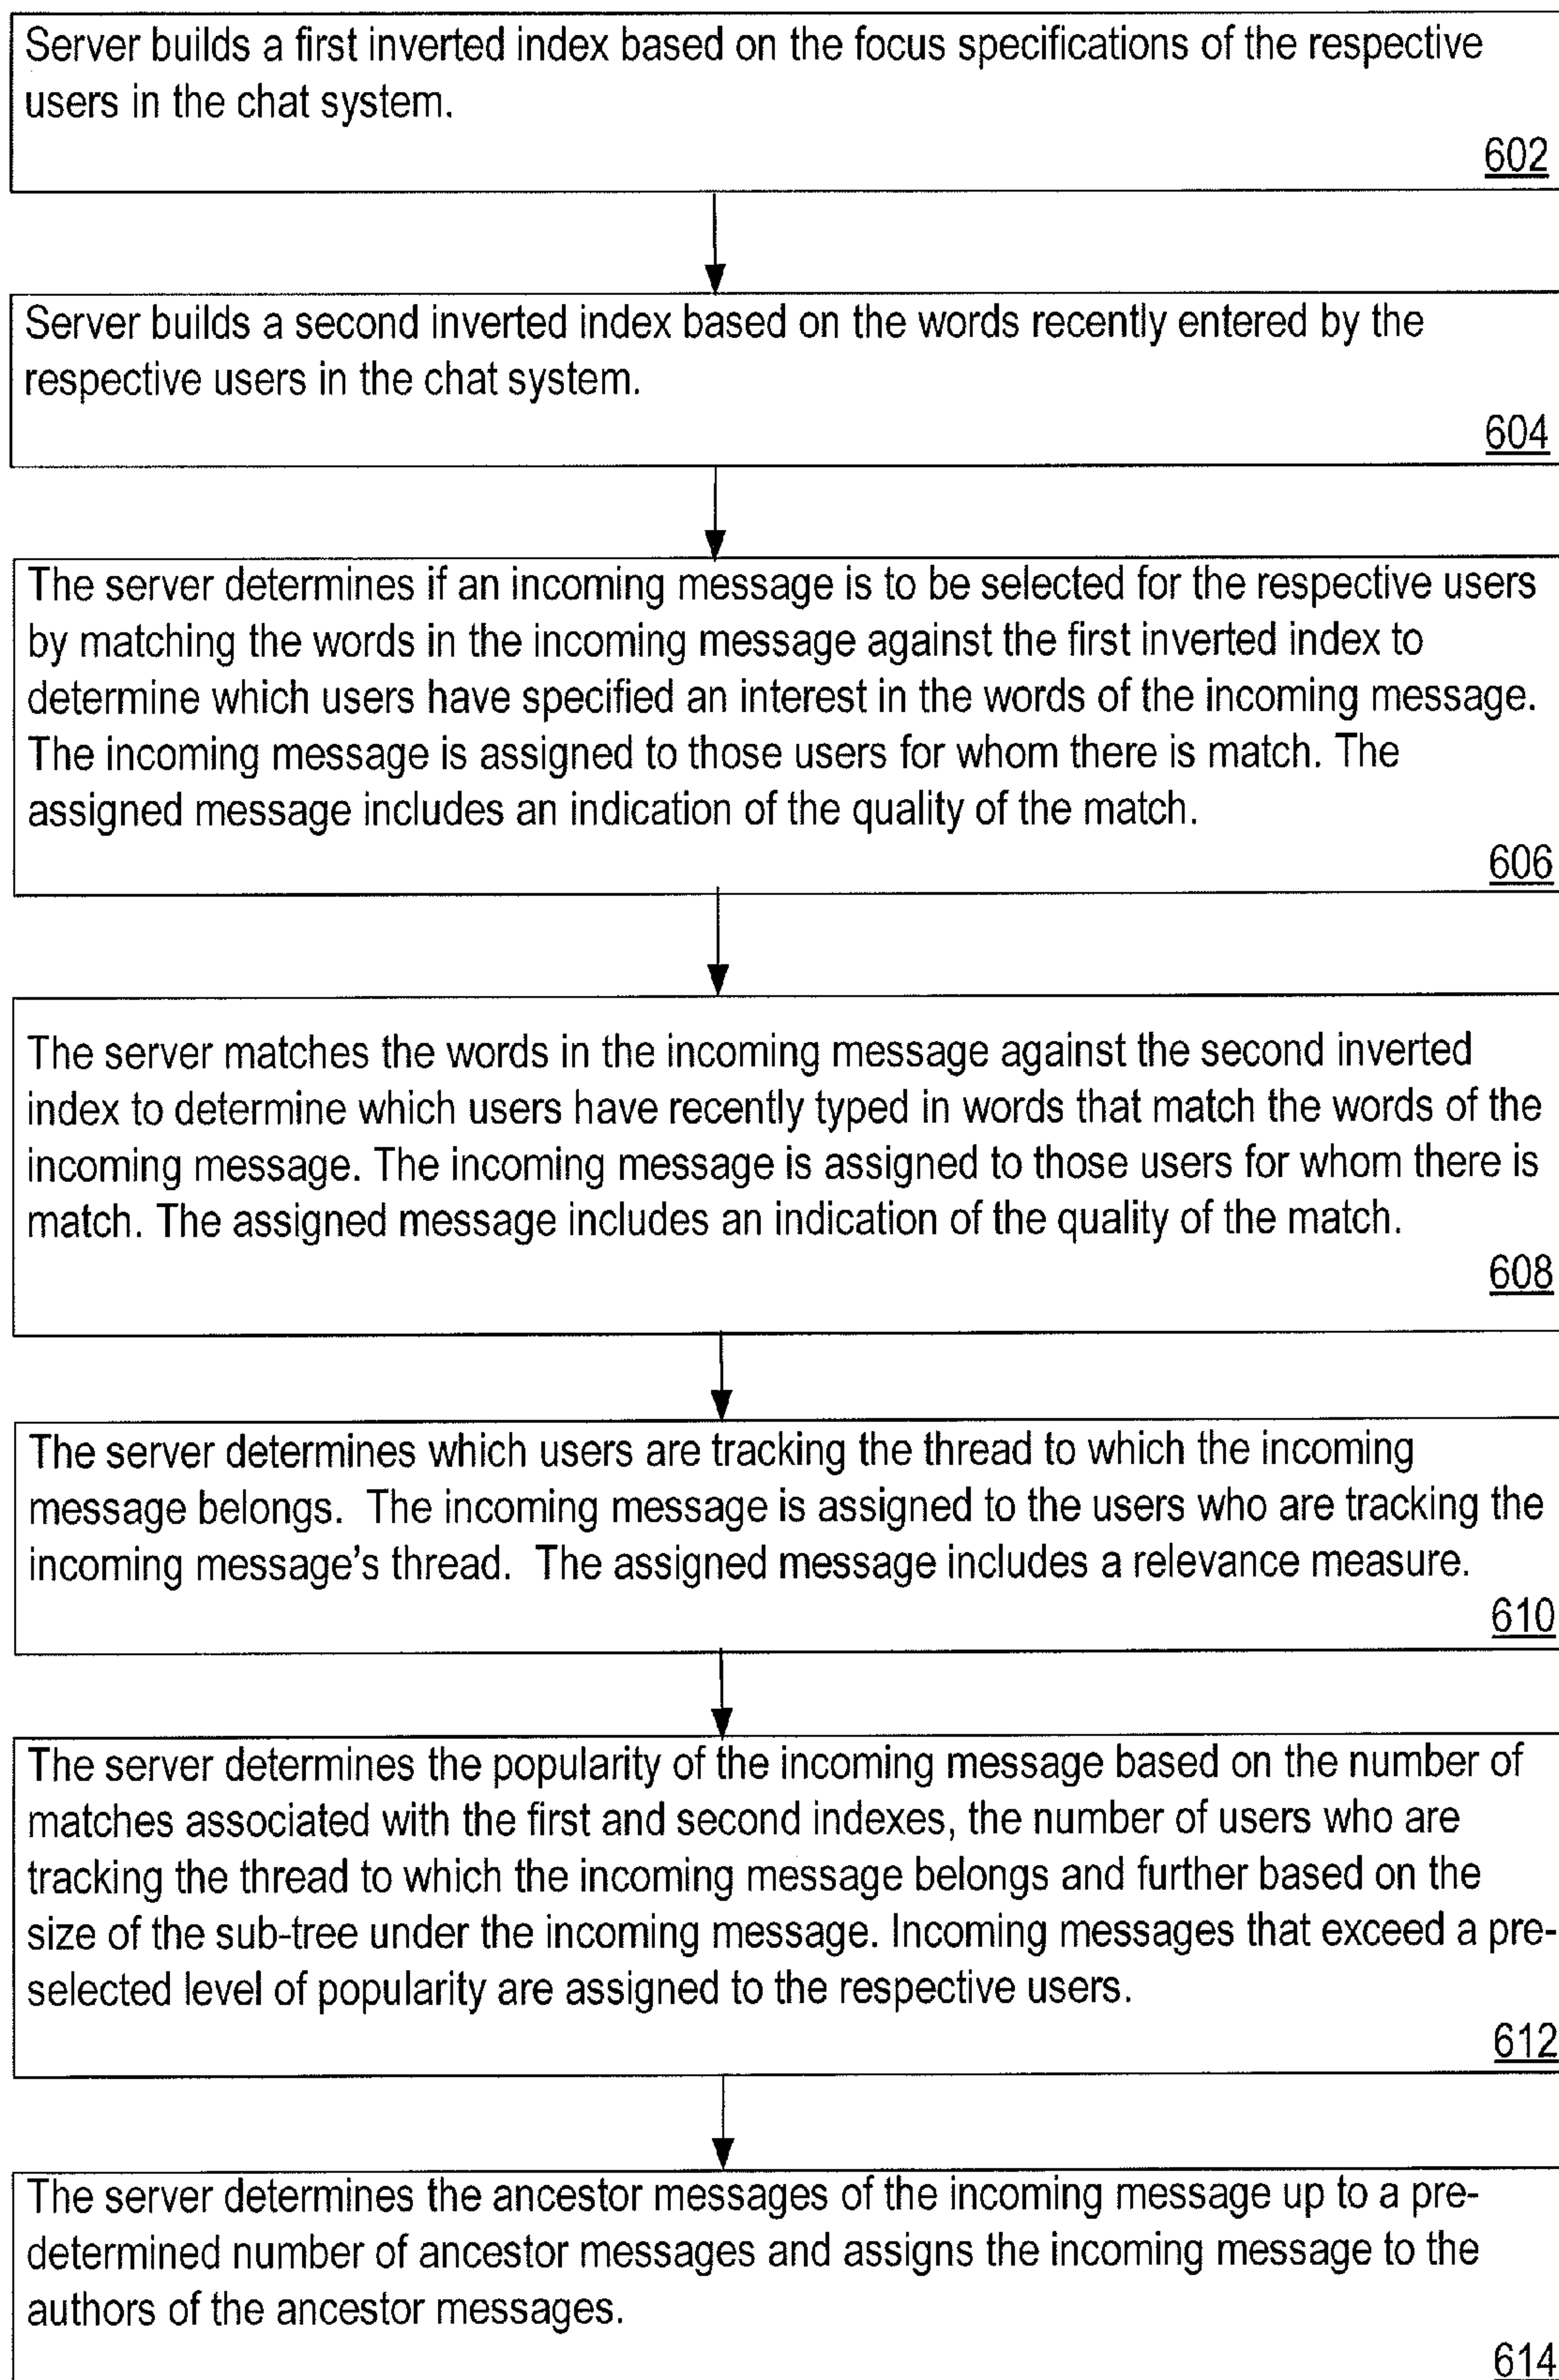 Server builds a first inverted index based on the focus specifications of the respective
users in the chat system.
602
Server builds a second inverted index based on the words recently entered by the
respective users in the chat system.
604
The server determines if an incoming message is to be selected for the respective users
by matching the words in the incoming message against the first inverted index to
determine which users have specified an interest in the words of the incoming message.
The incoming message is assigned to those users for whom there is match. The
assigned message includes an indication of the quality of the match.
606
The server matches the words in the incoming message against the second inverted
index to determine which users have recently typed in words that match the words of the
incoming message. The incoming message is assigned to those users for whom there is
match. The assigned message includes an indication of the quality of the match.
608
The server determines which users are tracking the thread to which the incoming
message belongs. The incoming message is assigned to the users who are tracking the
incoming message's thread. The assigned message includes a relevance measure.
610
The server determines the popularity of the incoming message based on the number of
matches associated with the first and second indexes, the number of users who are
tracking the thread to which the incoming message belongs and further based on the
size of the sub-tree under the incoming message. Incoming messages that exceed a pre-
selected level of popularity are assigned to the respective users.
612
The server determines the ancestor messages of the incoming message up to a pre-
determined number of ancestor messages and assigns the incoming message to the
authors of the ancestor messages.
614